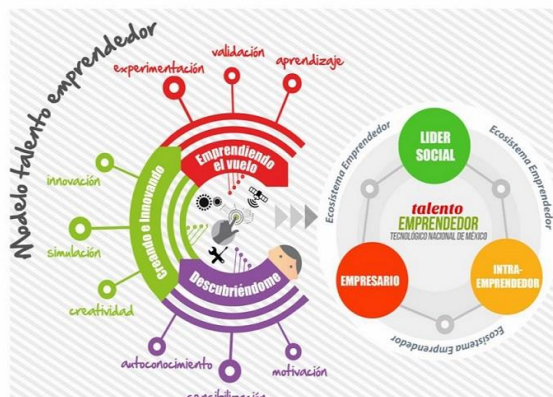 Modelo talento emprendedor
experimentación
validación
aprendizaje
Emprendiendo
el vuelo
innovación
simulación
creatividad
Creando e Innovando
Descubriéndome
autoconocimiento
motivación
Ecosistema Emprendedor
Ecosistema Emprendedor
LIDER
SOCIAL
talento
EMPRENDEDOR
TECNOLOGICO NACIONAL DE MÉXICO
EMPRESARIO
INTRA-
EMPRENDEDOR
Ecosistema Emprendedor